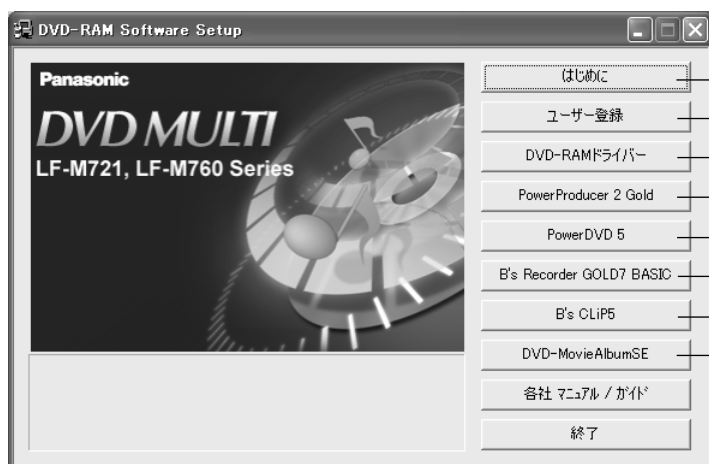 DVD-RAM Software Setup
Panasonic
DVD MULTI
LF-M721, LF-M760 Series
はじめに
ユーザー登録
DVD-RAMドライバー
PowerProducer 2 Gold
PowerDVD 5
B's Recorder GOLD7 BASIC
B's CLiP5
DVD-MovieAlbumSE
各社 マニュアル / ガイド
終了